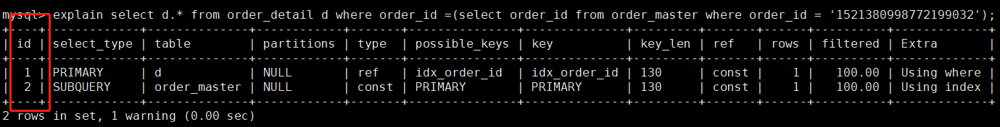 mysql> explain select d.* from order_detail d where order_id =(select order_id from order_master where order_id = '1521380998772199032');
+----+-------------+--------------+------------+-------+---------------+--------------+---------+-------+------+----------+-------------+
| id | select_type | table        | partitions | type  | possible_keys | key          | key_len | ref   | rows | filtered | Extra       |
+----+-------------+--------------+------------+-------+---------------+--------------+---------+-------+------+----------+-------------+
|  1 | PRIMARY     | d            | NULL       | ref   | idx_order_id  | idx_order_id | 130     | const |    1 |   100.00 | Using where |
|  2 | SUBQUERY    | order_master | NULL       | const | PRIMARY       | PRIMARY      | 130     | const |    1 |   100.00 | Using index |
+----+-------------+--------------+------------+-------+---------------+--------------+---------+-------+------+----------+-------------+
2 rows in set, 1 warning (0.00 sec)